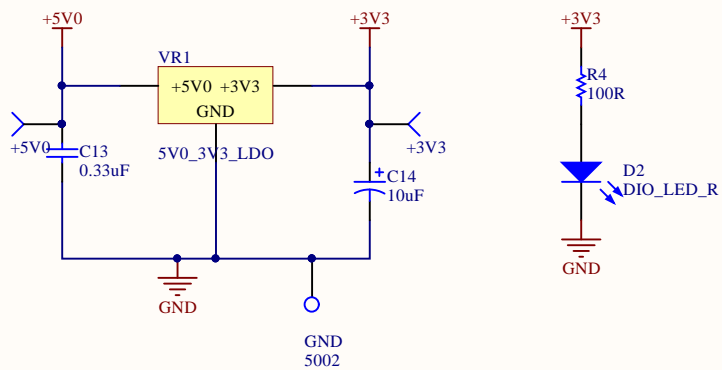 +5V0
+3V3
+3V3
VR1
+5V0 +3V3
GND
R4
100R
+5V0
C13
0.33uF
5V0_3V3_LDO
+3V3
C14
10uF
+
D2
DIO_LED_R
GND
GND
GND
5002